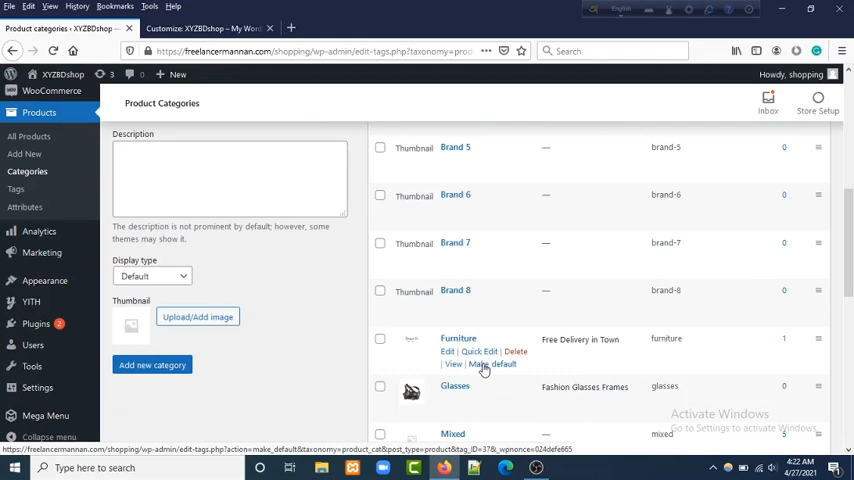 File Edit View History Bookmarks Tools Help
English
Product categories ‹ XYZBDshop — × Customize: XYZBDshop – My Wor ×
https://freelancermannan.com/shopping/wp-admin/edit-tags.php?taxonomy=prod
Search
XYZBDshop 3 0 New Howdy, shopping
WooCommerce
Products
All Products
Add New
Categories
Tags
Attributes
Analytics
Marketing
Appearance
YITH
Plugins 2
Users
Tools
Settings
Mega Menu
Collapse menu
Product Categories
Inbox Store Setup
Description
The description is not prominent by default; however, some
themes may show it.
Display type
Default
Thumbnail
Upload/Add image
Add new category
Thumbnail Brand 5 — brand-5 0
Thumbnail Brand 6 — brand-6 0
Thumbnail Brand 7 — brand-7 0
Thumbnail Brand 8 — brand-8 0
Furniture Free Delivery in Town furniture 1
Edit | Quick Edit | Delete
| View | Make default
Glasses Fashion Glasses Frames glasses 0
Mixed mixed 5
Activate Windows
Go to Settings to activate Windows.
https://freelancermannan.com/shopping/wp-admin/edit-tags.php?action=make_default&taxonomy=product_cat&post_type=product&tag_ID=37&_wpnonce=024defe665
Type here to search
4:22 AM
4/27/2021